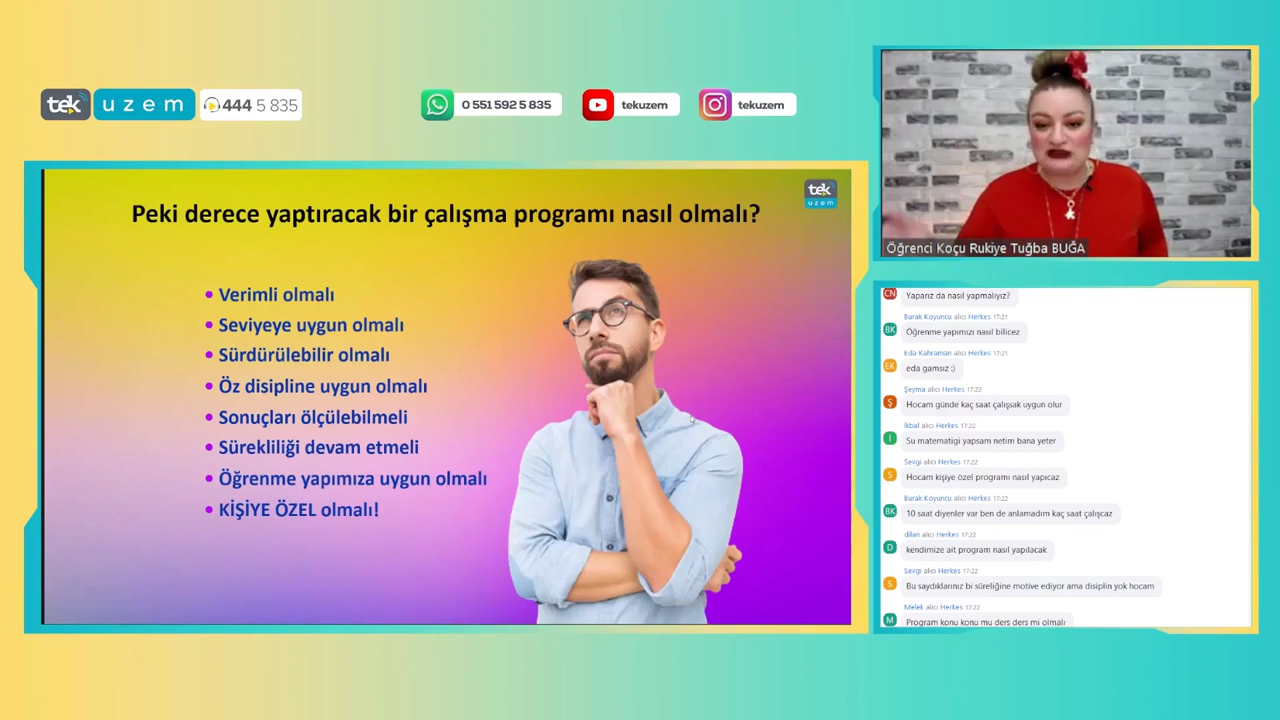 tek
uzem
444 5 835
0 551 592 5 835
tekuzem
tekuzem
Peki derece yaptıracak bir çalışma programı nasıl olmalı?
tek
uzem
• Verimli olmalı
• Seviyeye uygun olmalı
• Sürdürülebilir olmalı
• Öz disipline uygun olmalı
• Sonuçları ölçülebilmeli
• Sürekliliği devam etmeli
• Öğrenme yapımıza uygun olmalı
• KİŞİYE ÖZEL olmalı!
Öğrenci Koçu Rukiye Tuğba BUĞA
CN
Yaparız da nasıl yapmalıyız?
Burak Koyuncu alıcı Herkes 17:21
BK
Öğrenme yapımızı nasıl bilicez
Eda Kahraman alıcı Herkes 17:21
EK
eda gamsız :)
Şeyma alıcı Herkes 17:22
Ş
Hocam günde kaç saat çalışsak uygun olur
İkbal alıcı Herkes 17:22
İ
Su matematigi yapsam netim bana yeter
Sevgi alıcı Herkes 17:22
S
Hocam kişiye özel programı nasıl yapıcaz
Burak Koyuncu alıcı Herkes 17:22
BK
10 saat diyenler var ben de anlamadım kaç saat çalışcaz
dilan alıcı Herkes 17:22
D
kendimize ait program nasıl yapılacak
Sevgi alıcı Herkes 17:22
S
Bu saydıklarınız bi süreliğine motive ediyor ama disiplin yok hocam
Melek alıcı Herkes 17:22
M
Program konu konu mu ders ders mi olmalı